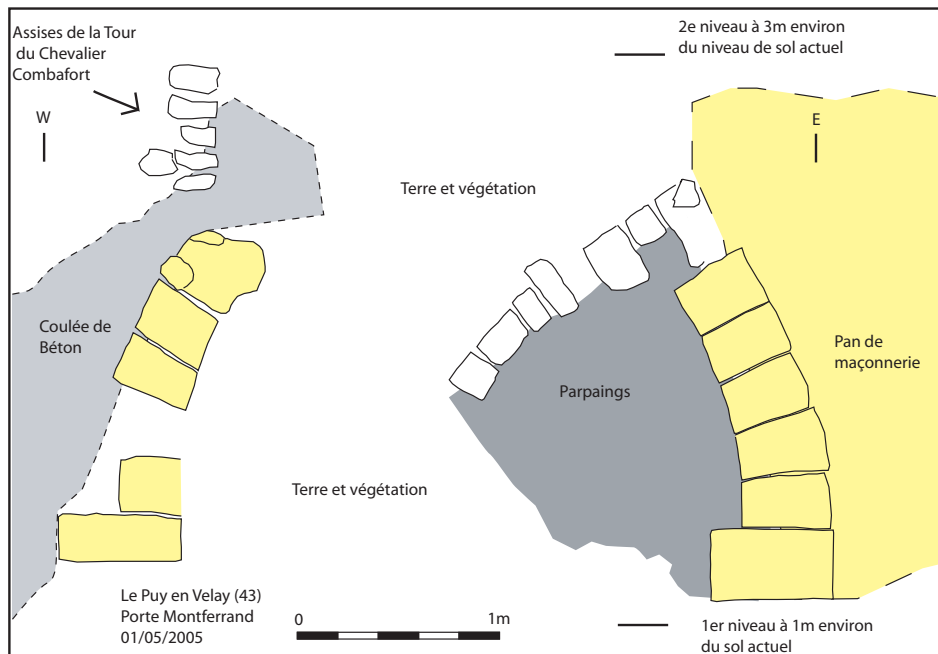 Assises de la Tour
du Chevalier
Combafort
2e niveau à 3m environ
du niveau de sol actuel
W
E
Terre et végétation
Coulée de
Béton
Parpaings
Pan de
maçonnerie
Terre et végétation
Le Puy en Velay (43)
Porte Montferrand
01/05/2005
0
1m
1er niveau à 1m environ
du sol actuel